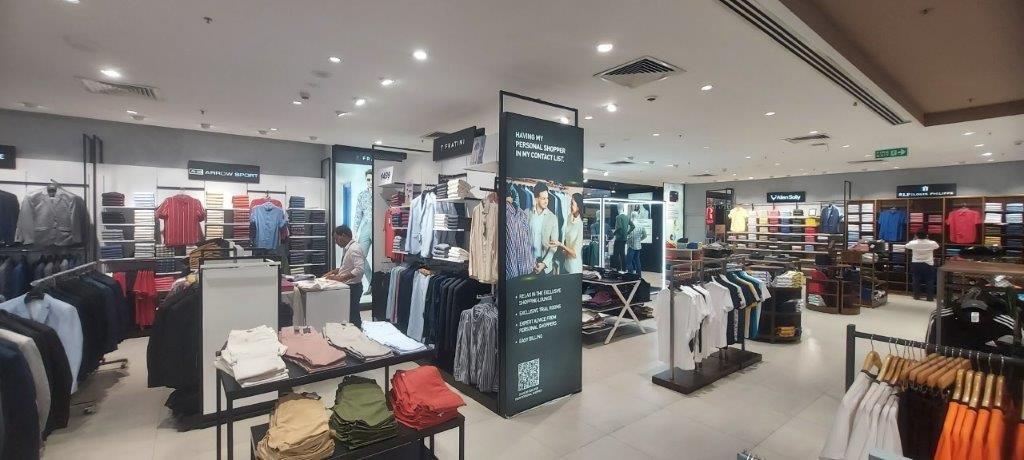 ARROW SPORT
FRATINI
HAVING MY
PERSONAL SHOPPER
IN MY CONTACT LIST.
• RELAX IN THE EXCLUSIVE
SHOPPING LOUNGE
• EXCLUSIVE TRIAL ROOMS
• EXPERT ADVICE FROM
PERSONAL SHOPPERS
• EASY BILLING
Allen Solly
LOUIS PHILIPPE